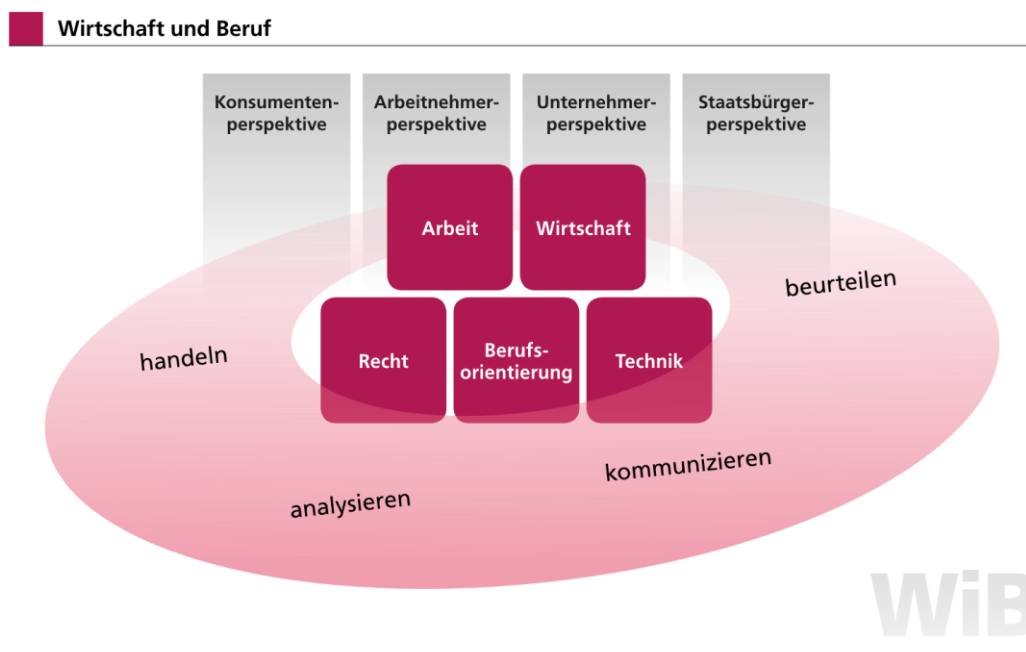 Wirtschaft und Beruf
Konsumenten-
perspektive
Arbeitnehmer-
perspektive
Unternehmer-
perspektive
Staatsbürger-
perspektive
Arbeit
Wirtschaft
Recht
Berufs-
orientierung
Technik
handeln
analysieren
kommunizieren
beurteilen
WiB